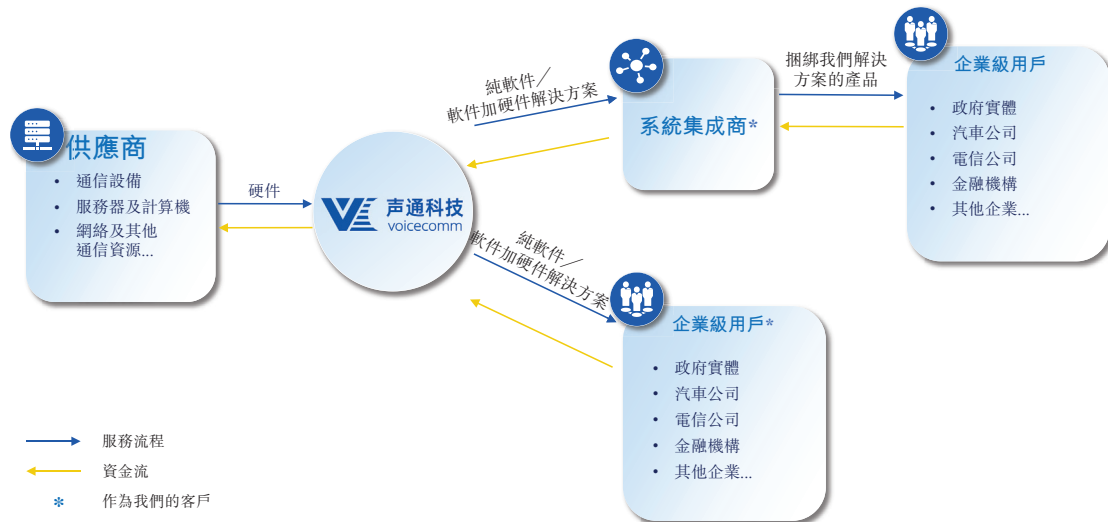 供應商
• 通信設備
• 服務器及計算機
• 網絡及其他
通信資源...
硬件
声通科技
voicecomm
純軟件／
軟件加硬件解決方案
系統集成商*
捆綁我們解決
方案的產品
企業級用戶
• 政府實體
• 汽車公司
• 電信公司
• 金融機構
• 其他企業...
純軟件／
軟件加硬件解決方案
企業級用戶*
• 政府實體
• 汽車公司
• 電信公司
• 金融機構
• 其他企業...
服務流程
資金流
* 作為我們的客戶